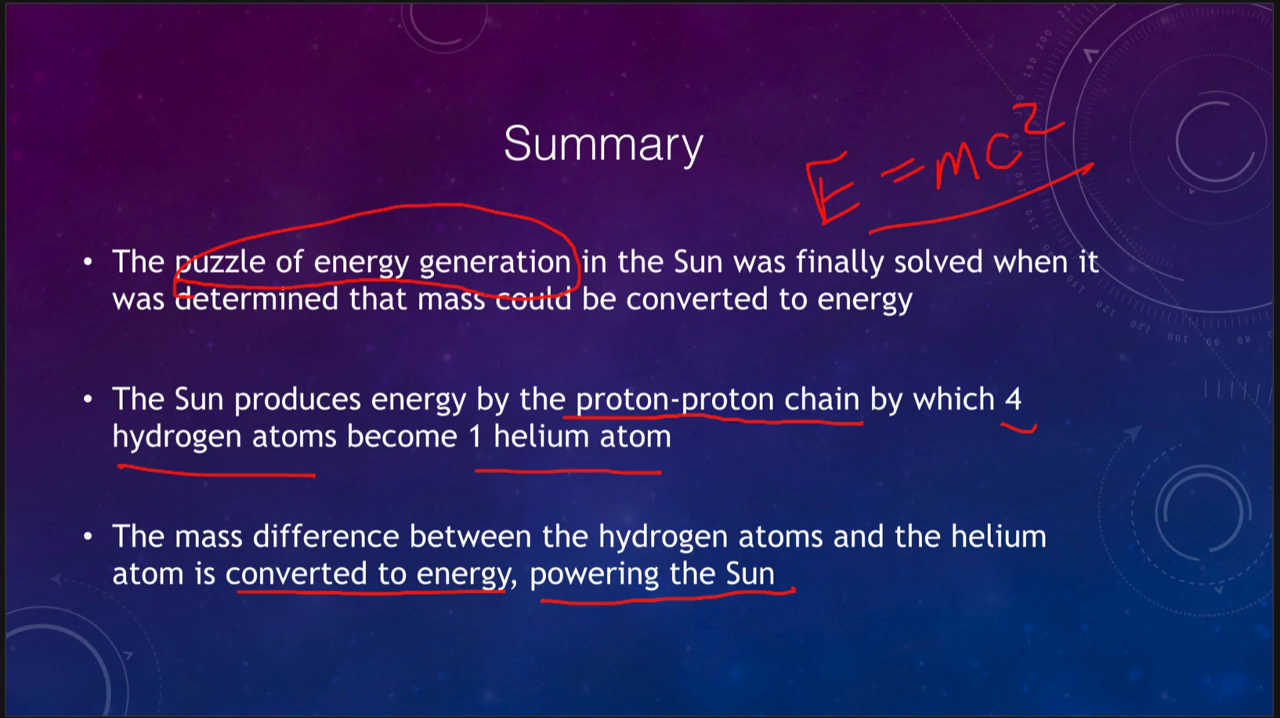 Summary
E = mc²
• The puzzle of energy generation in the Sun was finally solved when it
was determined that mass could be converted to energy
• The Sun produces energy by the proton-proton chain by which 4
hydrogen atoms become 1 helium atom
• The mass difference between the hydrogen atoms and the helium
atom is converted to energy, powering the Sun